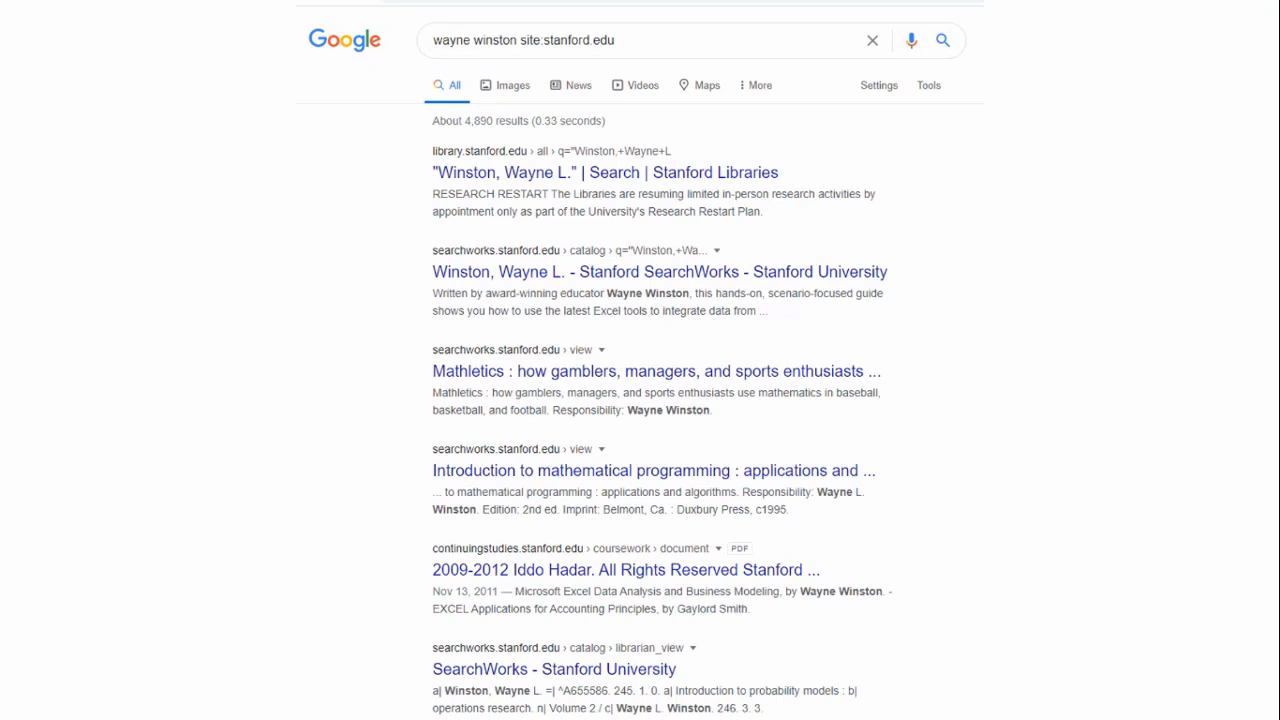 Google
wayne winston site:stanford.edu
All Images News Videos Maps More Settings Tools
About 4,890 results (0.33 seconds)
library.stanford.edu › all › q="Winston,+Wayne+L
"Winston, Wayne L." | Search | Stanford Libraries
RESEARCH RESTART The Libraries are resuming limited in-person research activities by
appointment only as part of the University's Research Restart Plan.
searchworks.stanford.edu › catalog › q="Winston,+Wa...
Winston, Wayne L. - Stanford SearchWorks - Stanford University
Written by award-winning educator Wayne Winston, this hands-on, scenario-focused guide
shows you how to use the latest Excel tools to integrate data from ...
searchworks.stanford.edu › view
Mathletics : how gamblers, managers, and sports enthusiasts ...
Mathletics : how gamblers, managers, and sports enthusiasts use mathematics in baseball,
basketball, and football. Responsibility: Wayne Winston.
searchworks.stanford.edu › view
Introduction to mathematical programming : applications and ...
... to mathematical programming : applications and algorithms. Responsibility: Wayne L.
Winston. Edition: 2nd ed. Imprint: Belmont, Ca. : Duxbury Press, c1995.
continuingstudies.stanford.edu › coursework › document PDF
2009-2012 Iddo Hadar. All Rights Reserved Stanford ...
Nov 13, 2011 — Microsoft Excel Data Analysis and Business Modeling, by Wayne Winston. -
EXCEL Applications for Accounting Principles, by Gaylord Smith.
searchworks.stanford.edu › catalog › librarian_view
SearchWorks - Stanford University
a| Winston, Wayne L. =| ^A655586. 245. 1. 0. a| Introduction to probability models : b|
operations research. n| Volume 2 / c| Wayne L. Winston. 246. 3. 3.